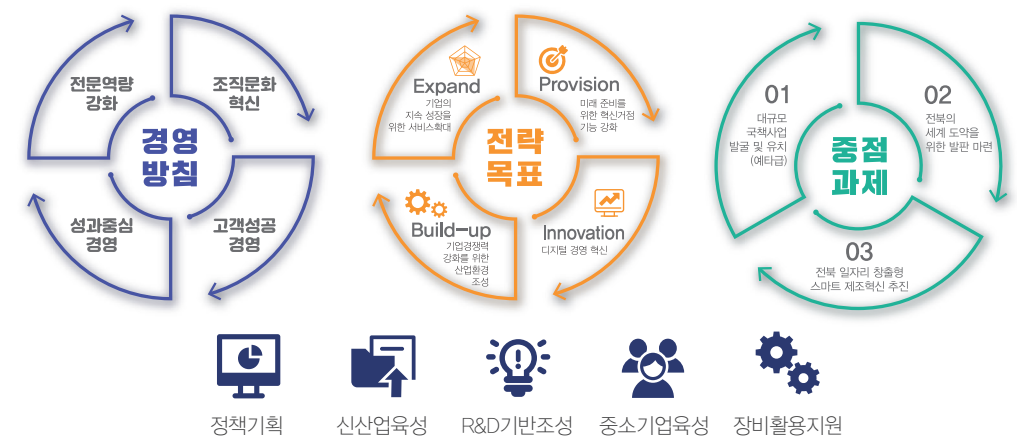 경영
방침
전문역량
강화
조직문화
혁신
성과중심
경영
고객성공
경영
전략
목표
Expand
기업의
지속 성장을
위한 서비스확대
Provision
미래 준비를
위한 혁신거점
기능 강화
Build-up
기업경쟁력
강화를 위한
산업환경
조성
Innovation
디지털 경영 혁신
중점
과제
01
대규모
국책사업
발굴 및 유치
(예타급)
02
전북의
세계 도약을
위한 발판 마련
03
전북 일자리 창출형
스마트 제조혁신 추진
정책기획
신산업육성
R&D기반조성
중소기업육성
장비활용지원